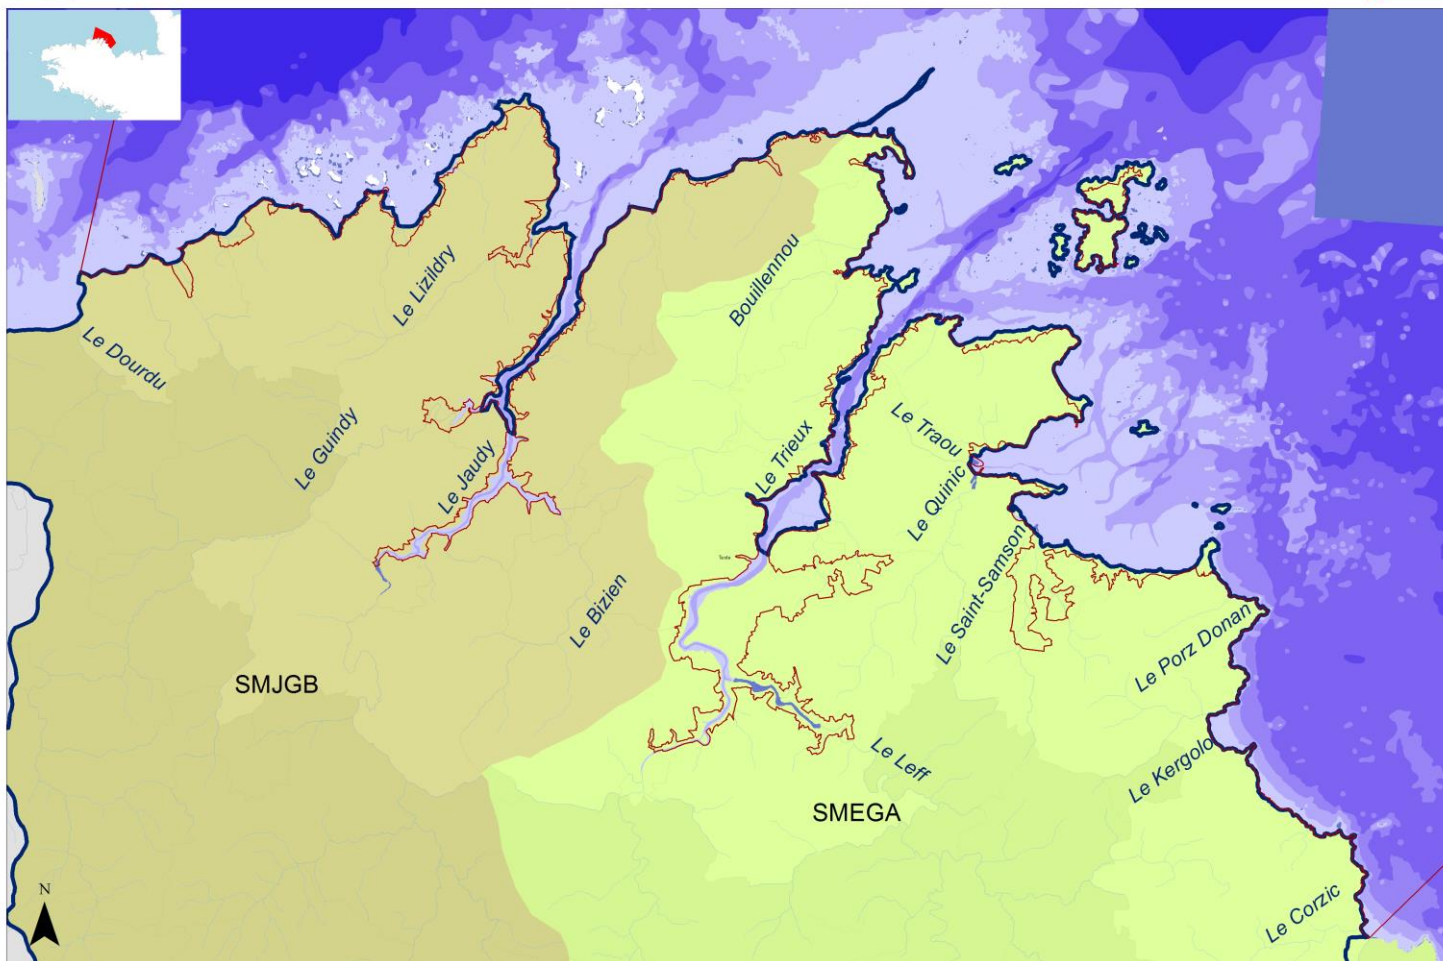 Bouillennou
Le Lizildry
Le Dourdu
Le Traou
Le Guindy
Le Trieux
Le Jaudy
Le Quinic
Le Saint-Samson
Le Bizien
Le Porz Donan
SMJGB
Le Kergolo
Le Leff
SMEGA
N
Le Corzic